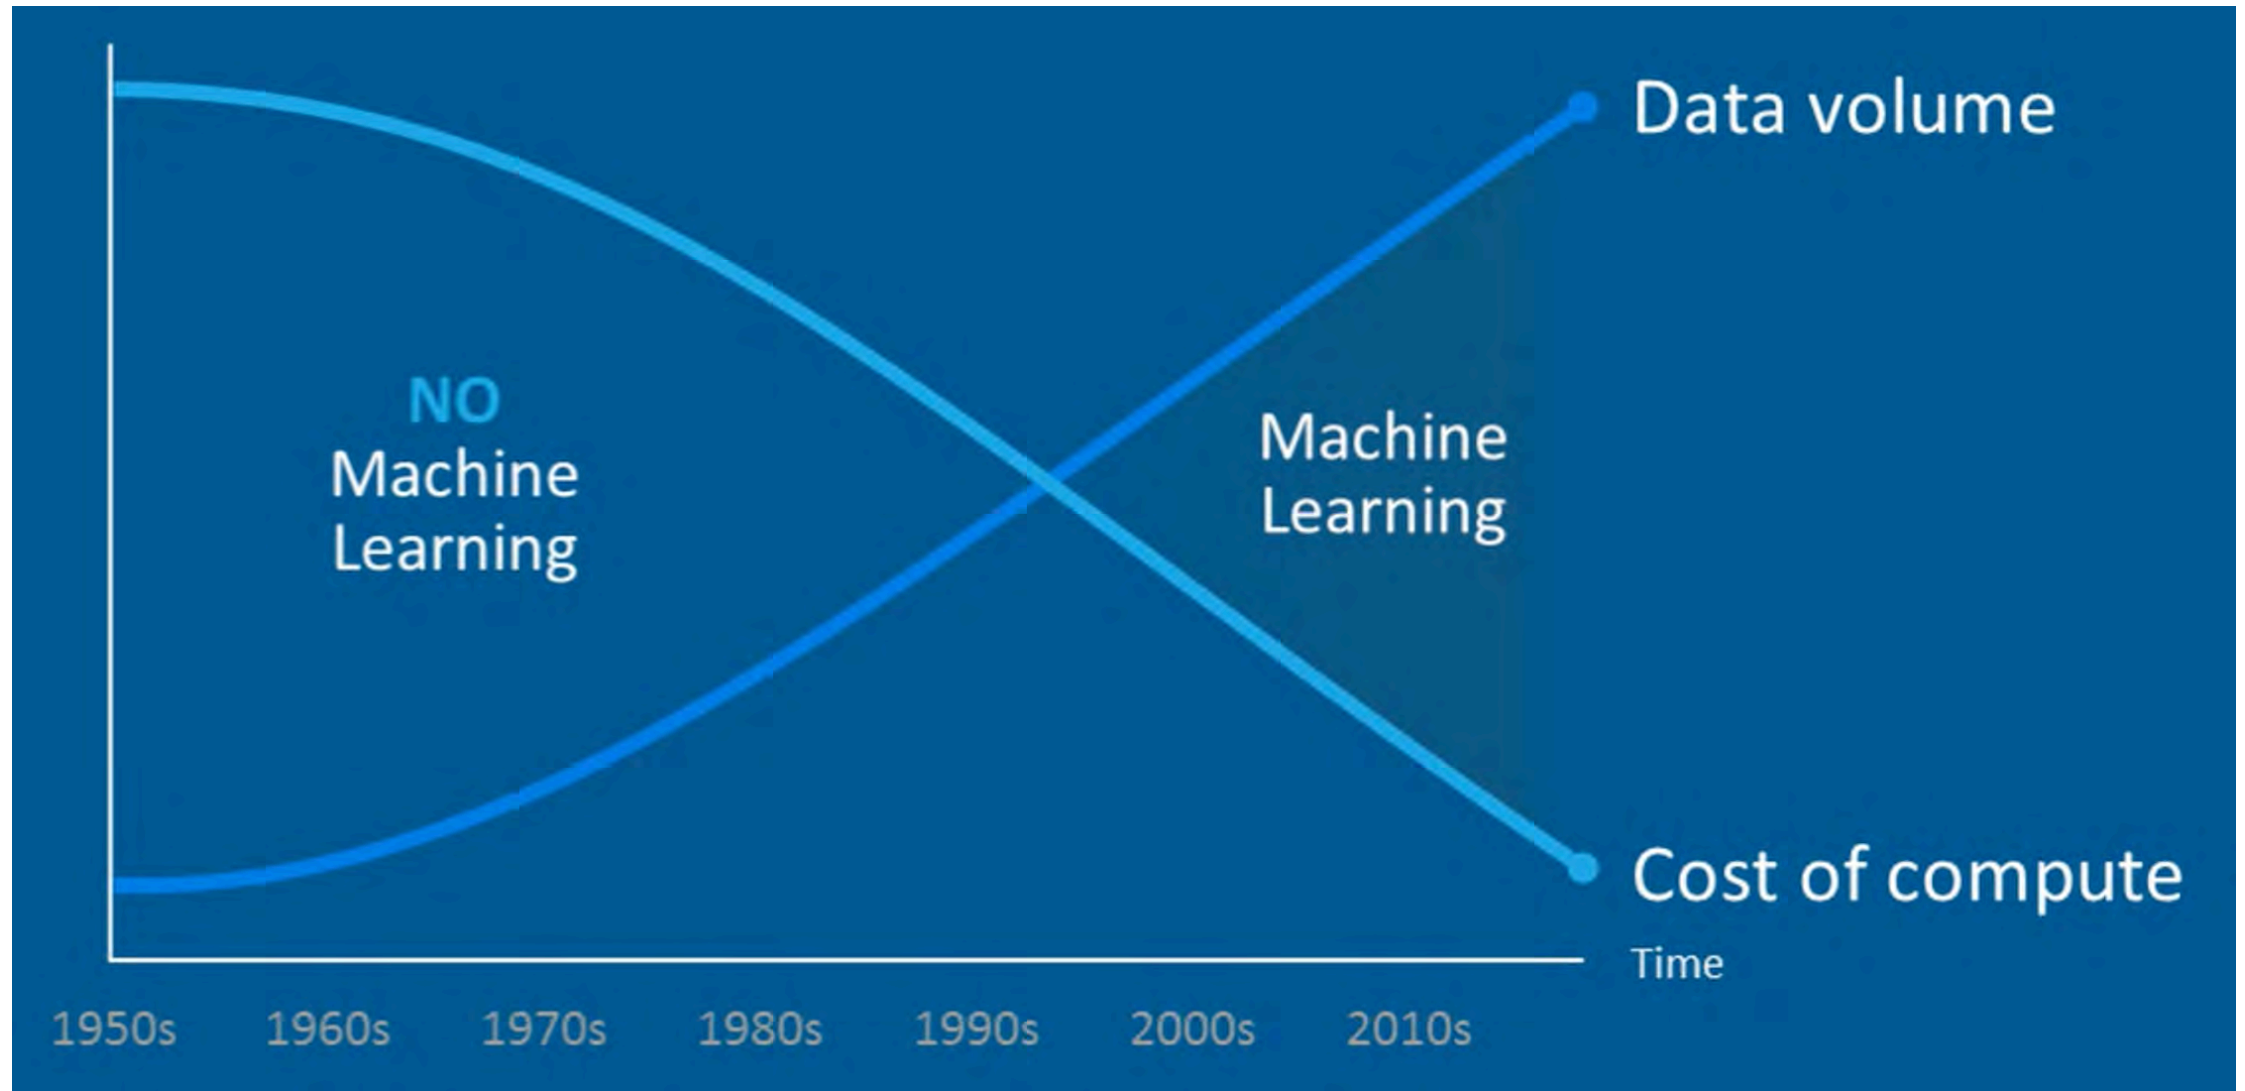 Data volume
NO
Machine
Learning
Machine
Learning
Cost of compute
Time
1950s 1960s 1970s 1980s 1990s 2000s 2010s